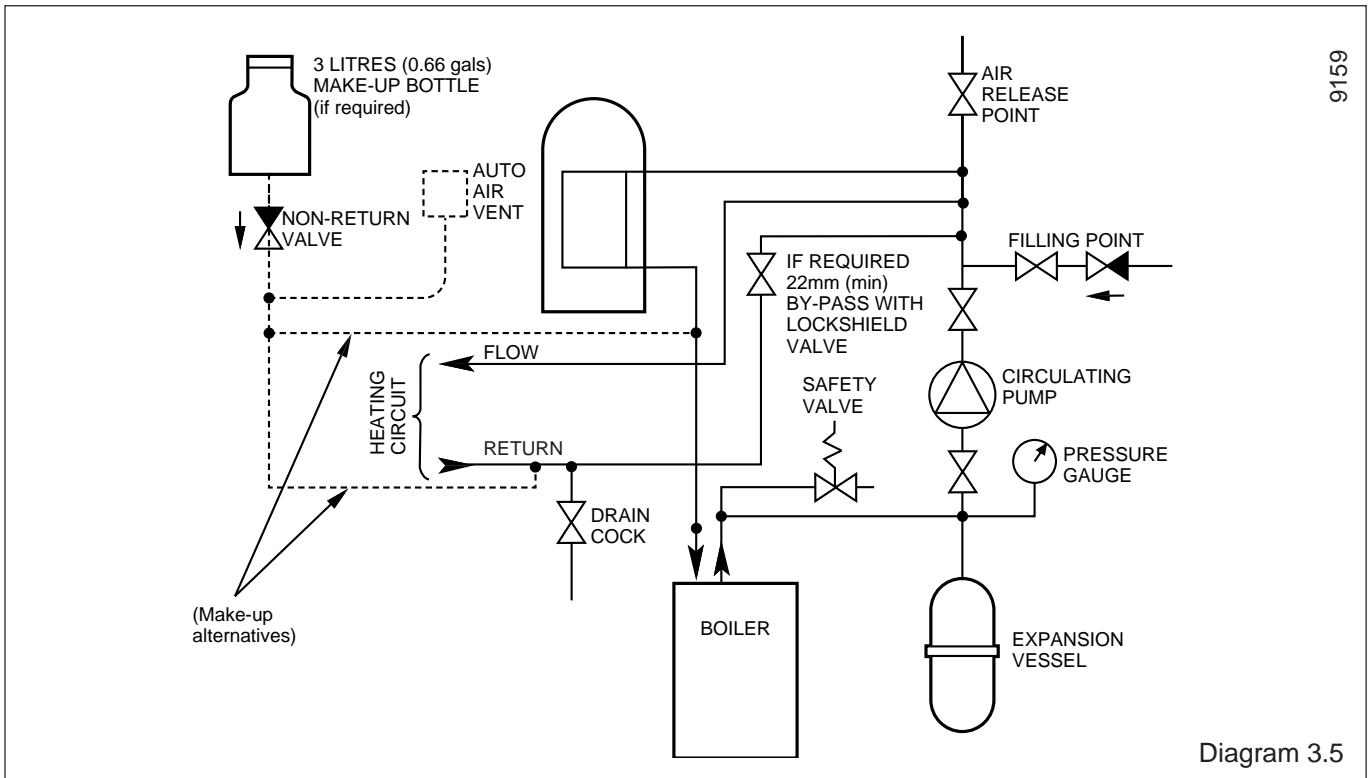 3 LITRES (0.66 gals)
MAKE-UP BOTTLE
(if required)
AUTO
AIR
VENT
NON-RETURN
VALVE
AIR
RELEASE
POINT
9159
FILLING POINT
IF REQUIRED
22mm (min)
BY-PASS WITH
LOCKSHIELD
VALVE
FLOW
HEATING
CIRCUIT
RETURN
SAFETY
VALVE
CIRCULATING
PUMP
PRESSURE
GAUGE
DRAIN
COCK
(Make-up
alternatives)
BOILER
EXPANSION
VESSEL
Diagram 3.5